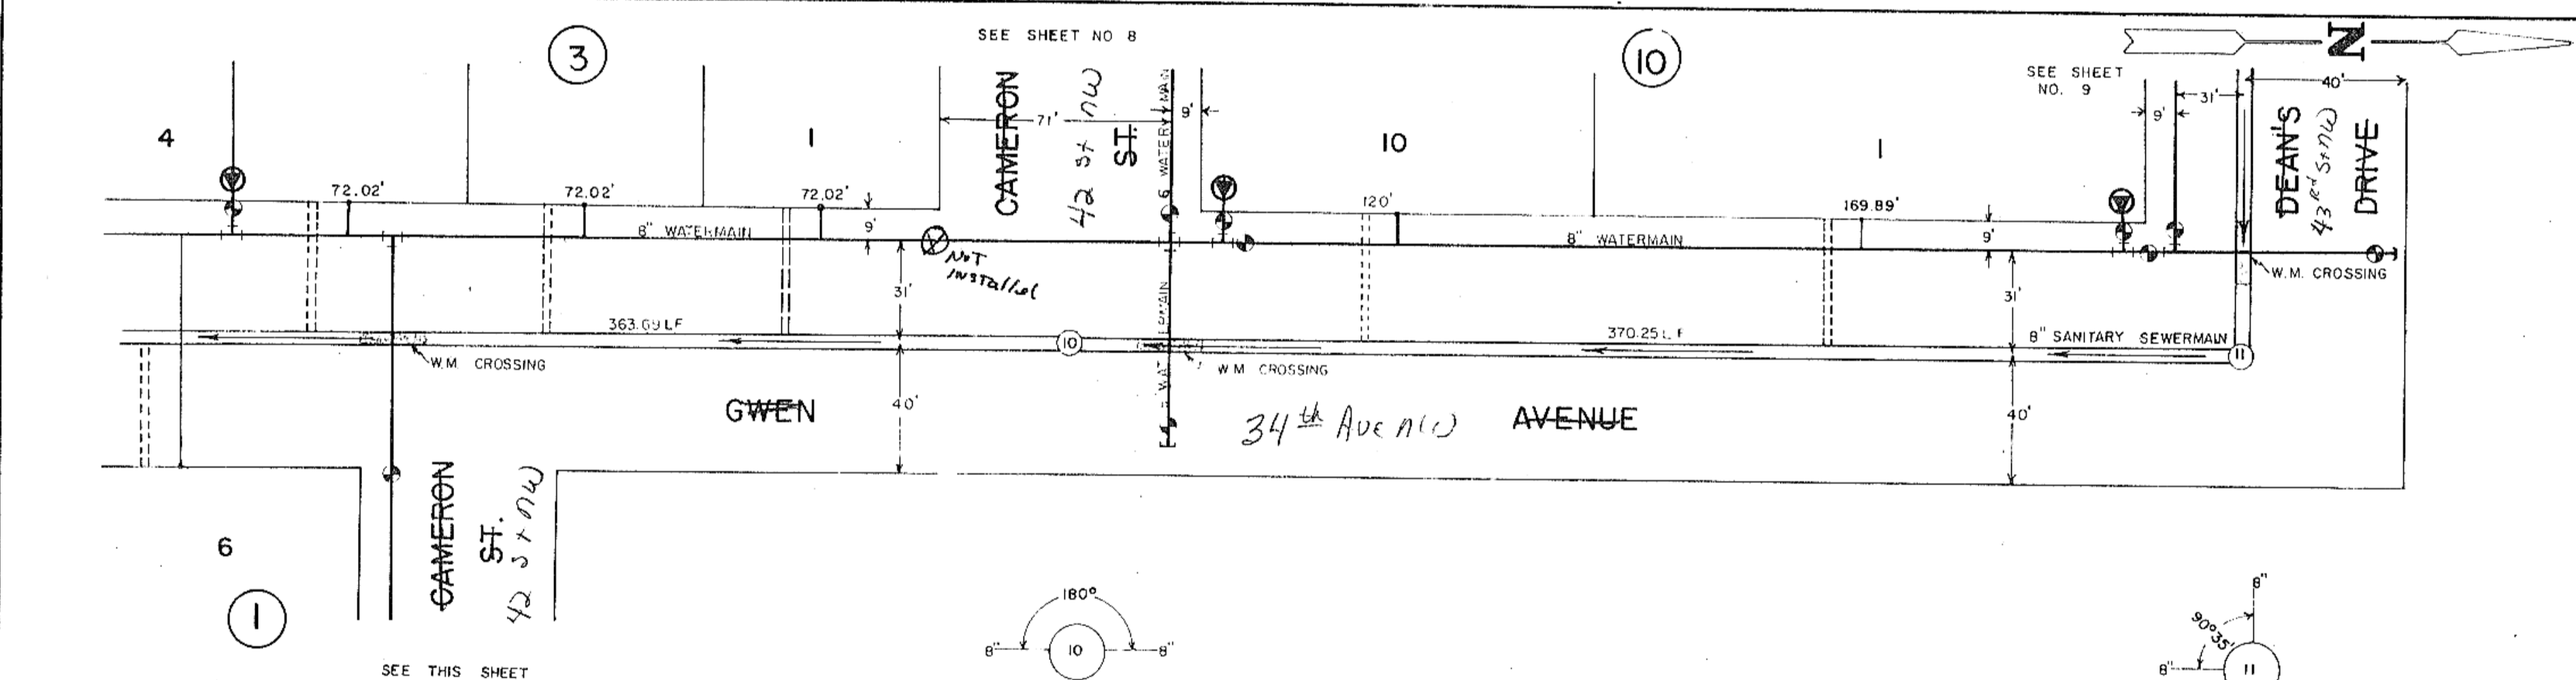 SEE SHEET NO 8
3
10
N
SEE SHEET
NO. 9
40'
31'
9'
9'
71'
CAMERON
ST.
42 St NW
6" WATERMAIN
DEAN'S
DRIVE
43rd St NW
4
1
10
1
72.02'
72.02'
72.02'
120'
169.89'
8" WATERMAIN
9'
8" WATERMAIN
9'
NOT
INSTALLED
W.M. CROSSING
31'
31'
363.69 LF
10
370.25 L.F
8" SANITARY SEWERMAIN
11
W.M CROSSING
W M CROSSING
GWEN
40'
34th Ave NW
AVENUE
40'
CAMERON
ST.
42 St NW
6
1
SEE THIS SHEET
180°
8"
10
8"
8"
90°35'
8"
11